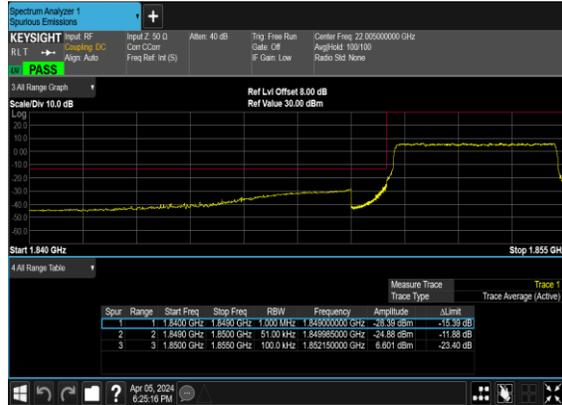 Spectrum Analyzer 1
Spurious Emissions
KEYSIGHT Input: RF Input Z: 50 Ω Atten: 40 dB Trig: Free Run Center Freq: 22.005000000 GHz
RLT Coupling: DC Corr CCorr Gate: Off Avg|Hold: 100/100
Align: Auto Freq Ref: Int (S) IF Gain: Low Radio Std: None
PASS
3 All Range Graph
Ref Lvl Offset 8.00 dB
Scale/Div 10.0 dB Ref Value 30.00 dBm
Log
20.0
10.0
0.00
-10.0
-20.0
-30.0
-40.0
-50.0
-60.0
Start 1.840 GHz Stop 1.855 GHz
4 All Range Table
Measure Trace Trace 1
Trace Type Trace Average (Active)
Spur Range Start Freq Stop Freq RBW Frequency Amplitude ΔLimit
1 1 1.8400 GHz 1.8490 GHz 1.000 MHz 1.849000000 GHz -28.39 dBm -15.39 dB
2 2 1.8490 GHz 1.8500 GHz 51.00 kHz 1.849985000 GHz -24.88 dBm -11.88 dB
3 3 1.8500 GHz 1.8550 GHz 100.0 kHz 1.852150000 GHz 6.601 dBm -23.40 dB
Apr 05, 2024
6:25:16 PM